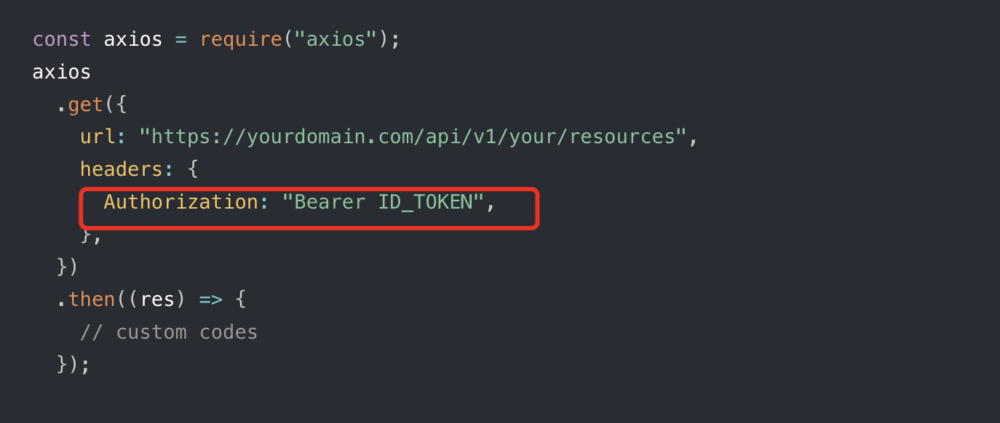 const axios = require("axios");
axios
  .get({
    url: "https://yourdomain.com/api/v1/your/resources",
    headers: {
      Authorization: "Bearer ID_TOKEN",
    },
  })
  .then((res) => {
    // custom codes
  });